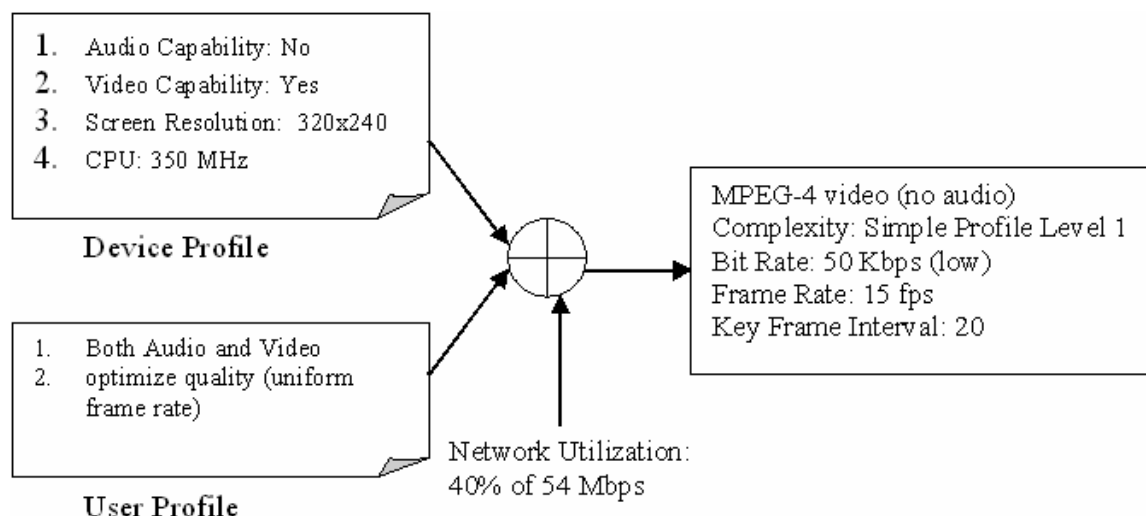 1. Audio Capability: No
2. Video Capability: Yes
3. Screen Resolution: 320x240
4. CPU: 350 MHz
Device Profile
1. Both Audio and Video
2. optimize quality (uniform
frame rate)
User Profile
Network Utilization:
40% of 54 Mbps
MPEG-4 video (no audio)
Complexity: Simple Profile Level 1
Bit Rate: 50 Kbps (low)
Frame Rate: 15 fps
Key Frame Interval: 20